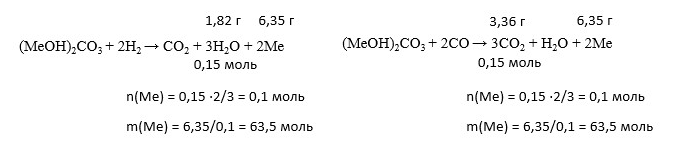 1,82 г 6,35 г
(MeOH)₂CO₃ + 2H₂ → CO₂ + 3H₂O + 2Me
0,15 моль
n(Me) = 0,15 ·2/3 = 0,1 моль
m(Me) = 6,35/0,1 = 63,5 моль
3,36 г 6,35 г
(MeOH)₂CO₃ + 2CO → 3CO₂ + H₂O + 2Me
0,15 моль
n(Me) = 0,15 ·2/3 = 0,1 моль
m(Me) = 6,35/0,1 = 63,5 моль